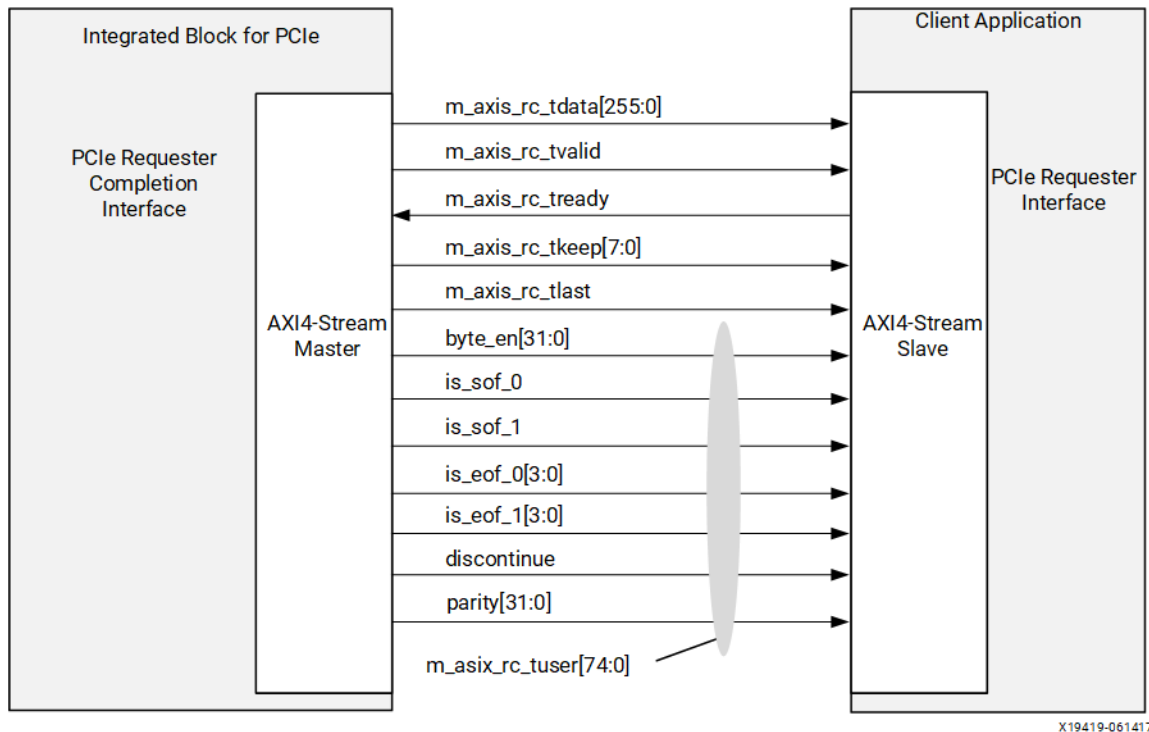 Integrated Block for PCIe
Client Application
m_axis_rc_tdata[255:0]
m_axis_rc_tvalid
PCIe Requester
Completion
Interface
PCIe Requester
Interface
m_axis_rc_tready
m_axis_rc_tkeep[7:0]
m_axis_rc_tlast
AXI4-Stream
Master
AXI4-Stream
Slave
byte_en[31:0]
is_sof_0
is_sof_1
is_eof_0[3:0]
is_eof_1[3:0]
discontinue
parity[31:0]
m_asix_rc_tuser[74:0]
X19419-061417